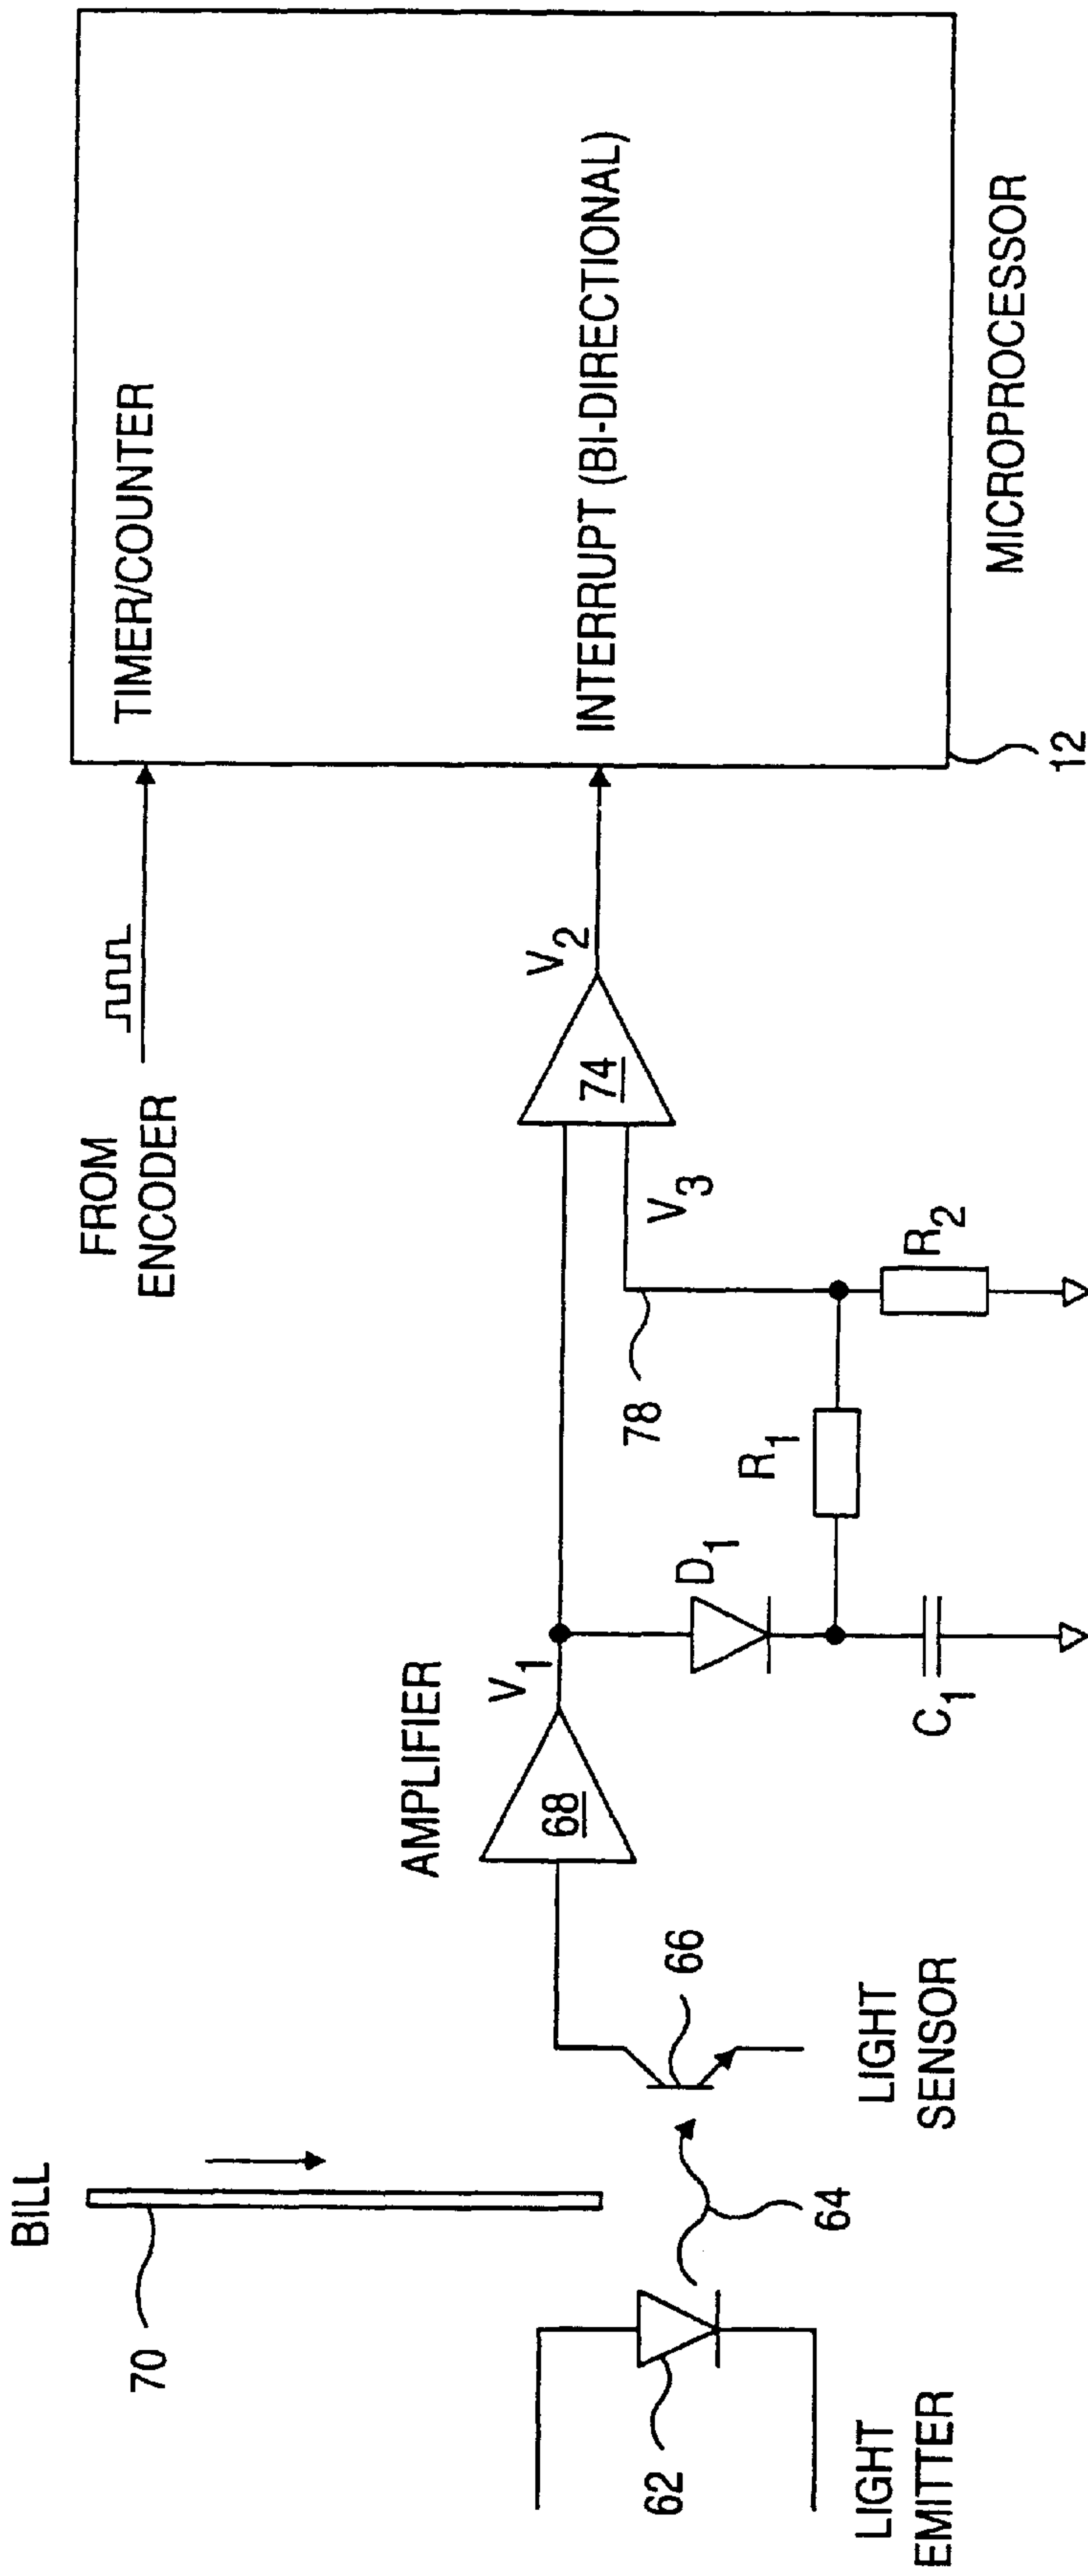 BILL
70
LIGHT
EMITTER
62
64
LIGHT
SENSOR
66
AMPLIFIER
68
V1
D1
C1
R1
R2
78
V3
74
V2
FROM
ENCODER
TIMER/COUNTER
INTERRUPT (BI-DIRECTIONAL)
MICROPROCESSOR
12